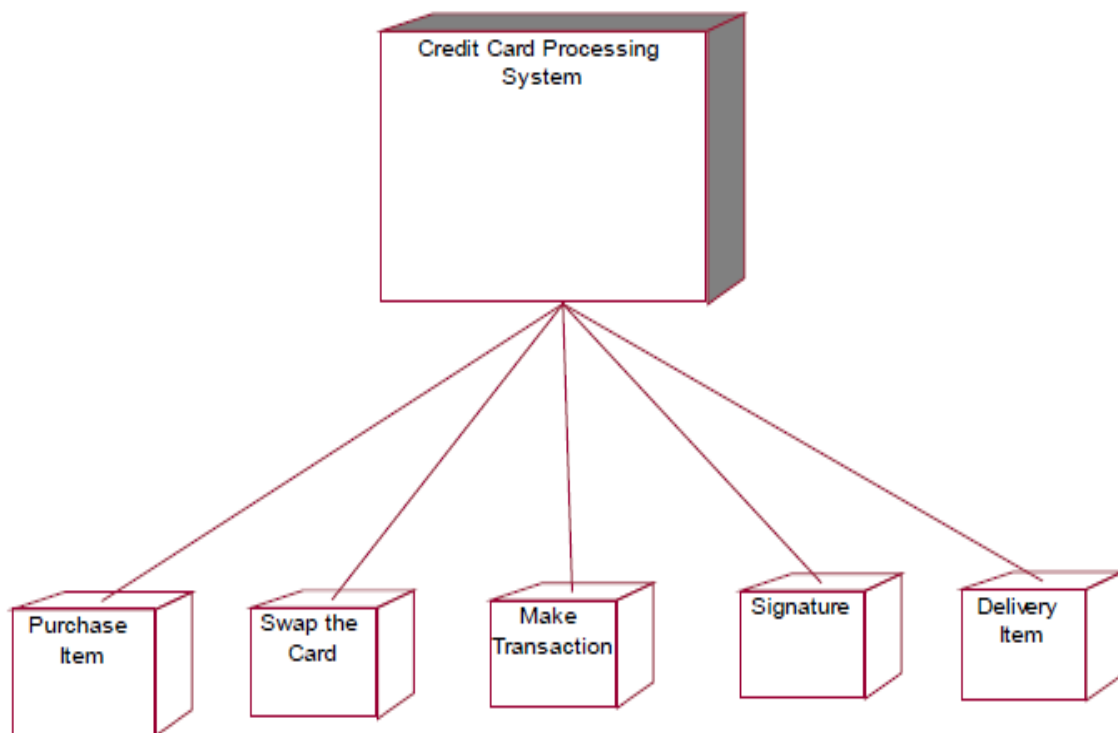 Credit Card Processing
System
Purchase
Item
Swap the
Card
Make
Transaction
Signature
Delivery
Item